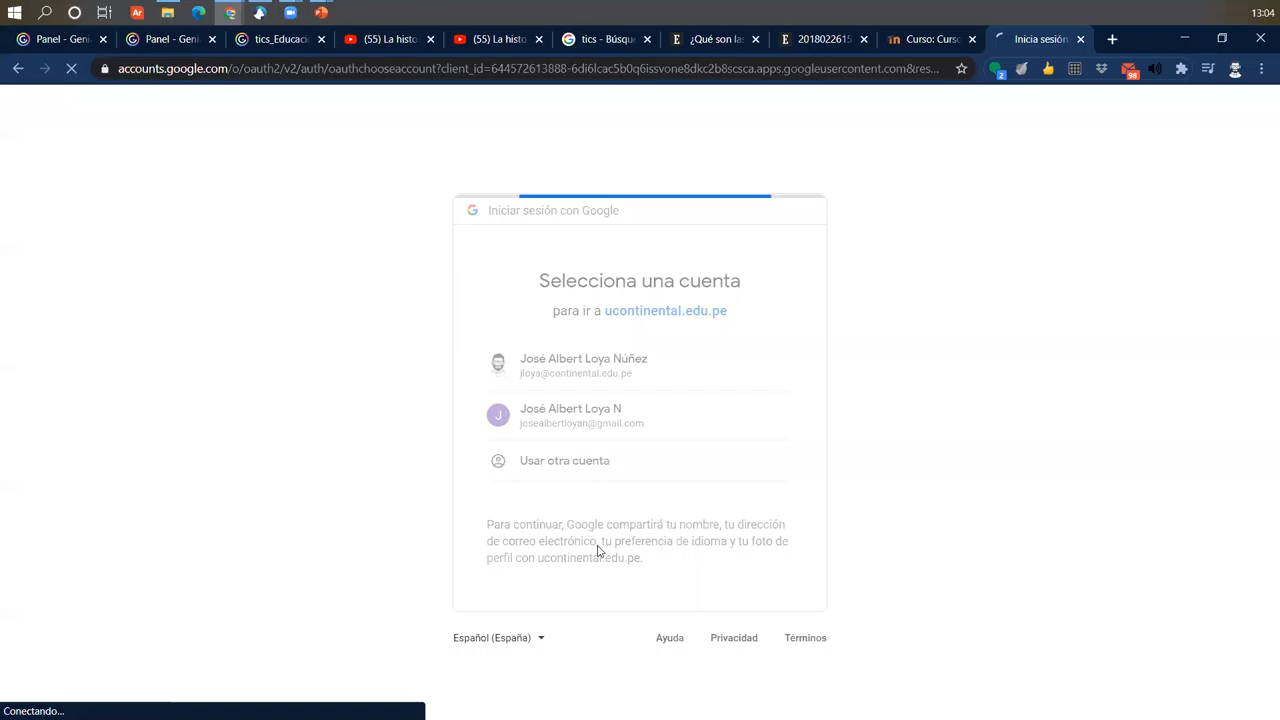 13:04
Panel - Geni
Panel - Geni
tics_Educaci
(55) La histo
(55) La histo
tics - Búsque
¿Qué son las
2018022615
Curso: Curso
Inicia sesión
accounts.google.com/o/oauth2/v2/auth/oauthchooseaccount?client_id=644572613888-6di6lcac5b0q6issvone8dkc2b8scsca.apps.googleusercontent.com&res...
2
98
Iniciar sesión con Google
Selecciona una cuenta
para ir a ucontinental.edu.pe
José Albert Loya Núñez
jloya@continental.edu.pe
J
José Albert Loya N
josealbertloyan@gmail.com
Usar otra cuenta
Para continuar, Google compartirá tu nombre, tu dirección
de correo electrónico, tu preferencia de idioma y tu foto de
perfil con ucontinental.edu.pe.
Español (España)
Ayuda
Privacidad
Términos
Conectando...